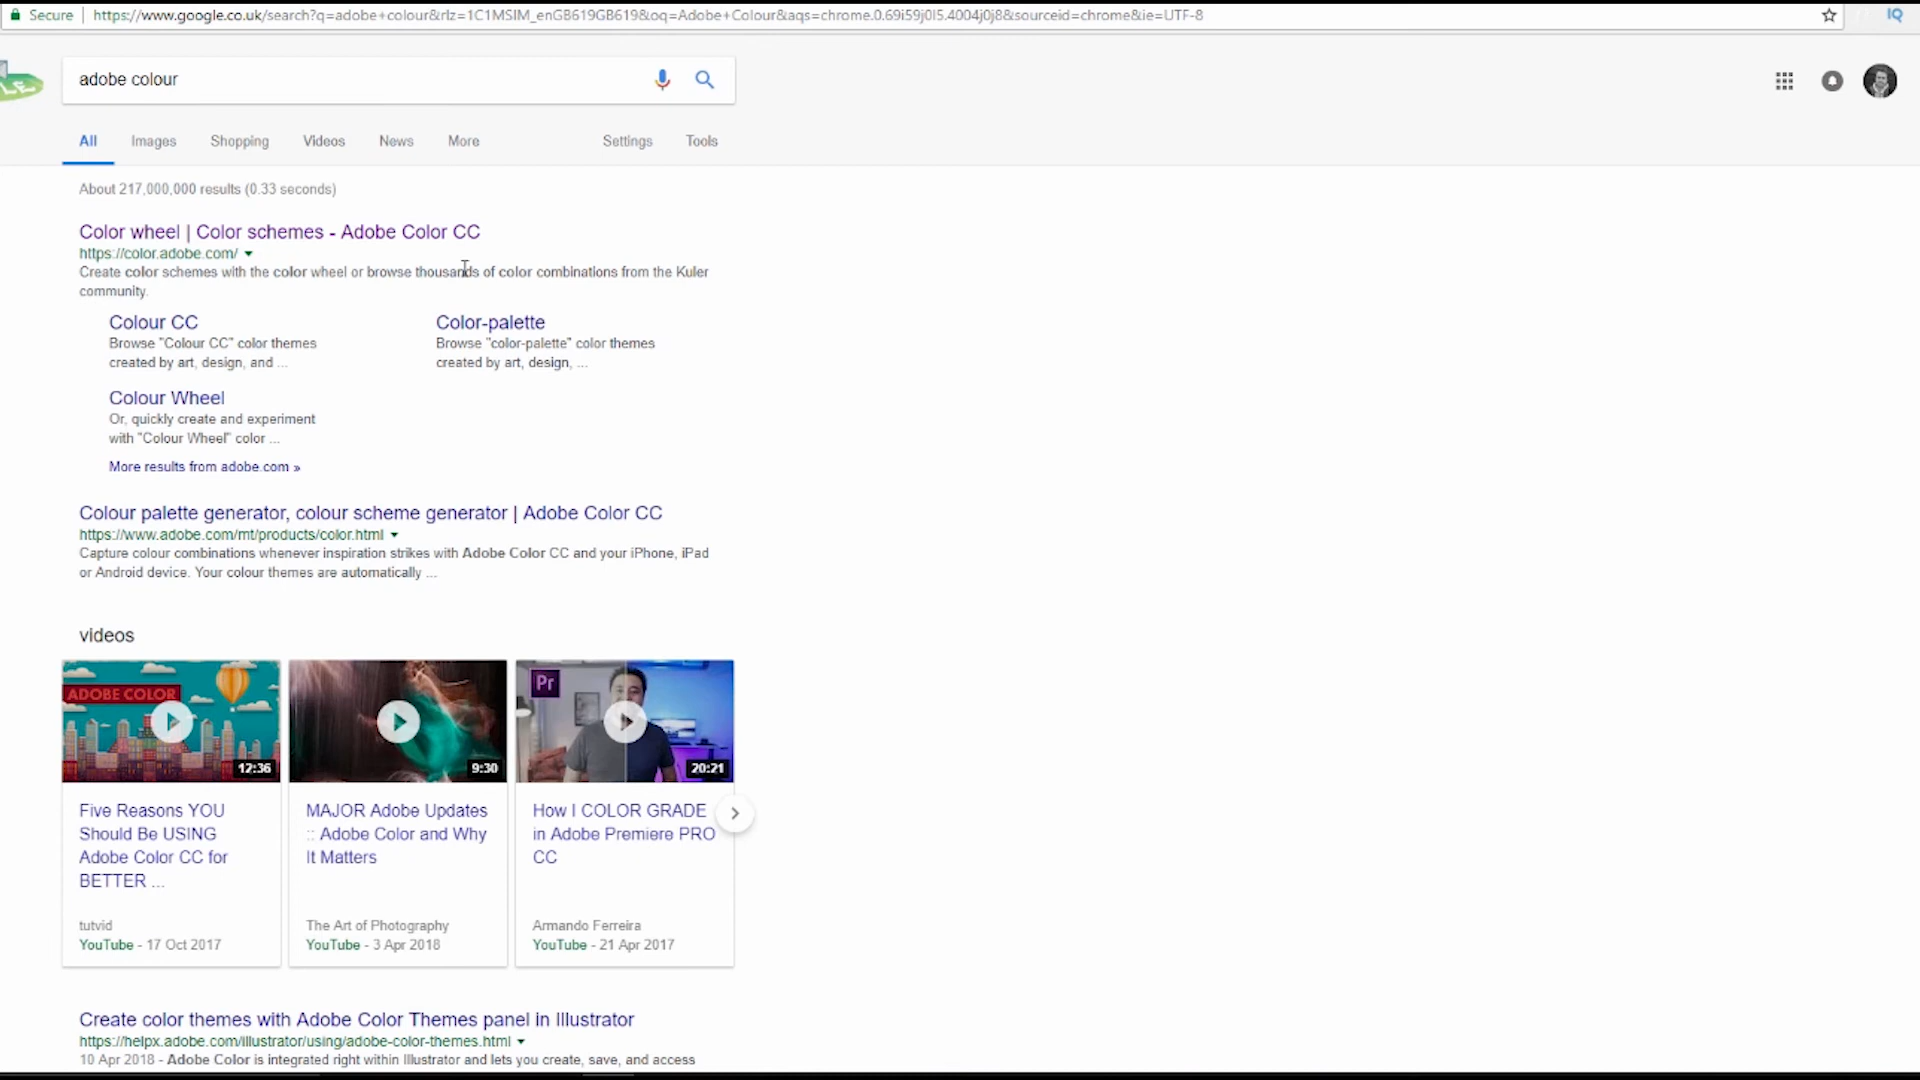 Secure
https://www.google.co.uk/search?q=adobe+colour&rlz=1C1MSIM_enGB619GB619&oq=Adobe+Colour&aqs=chrome.0.69i59j0l5.4004j0j8&sourceid=chrome&ie=UTF-8
IQ
LE
adobe colour
All Images Shopping Videos News More Settings Tools
About 217,000,000 results (0.33 seconds)
Color wheel | Color schemes - Adobe Color CC
https://color.adobe.com/
Create color schemes with the color wheel or browse thousands of color combinations from the Kuler
community.
Colour CC
Browse "Colour CC" color themes
created by art, design, and ...
Color-palette
Browse "color-palette" color themes
created by art, design, ...
Colour Wheel
Or, quickly create and experiment
with "Colour Wheel" color ...
More results from adobe.com »
Colour palette generator, colour scheme generator | Adobe Color CC
https://www.adobe.com/mt/products/color.html
Capture colour combinations whenever inspiration strikes with Adobe Color CC and your iPhone, iPad
or Android device. Your colour themes are automatically ...
videos
ADOBE COLOR
12:36
9:30
Pr
20:21
Five Reasons YOU
Should Be USING
Adobe Color CC for
BETTER ...
tutvid
YouTube - 17 Oct 2017
MAJOR Adobe Updates
:: Adobe Color and Why
It Matters
The Art of Photography
YouTube - 3 Apr 2018
How I COLOR GRADE
in Adobe Premiere PRO
CC
Armando Ferreira
YouTube - 21 Apr 2017
Create color themes with Adobe Color Themes panel in Illustrator
https://helpx.adobe.com/illustrator/using/adobe-color-themes.html
10 Apr 2018 - Adobe Color is integrated right within Illustrator and lets you create, save, and access